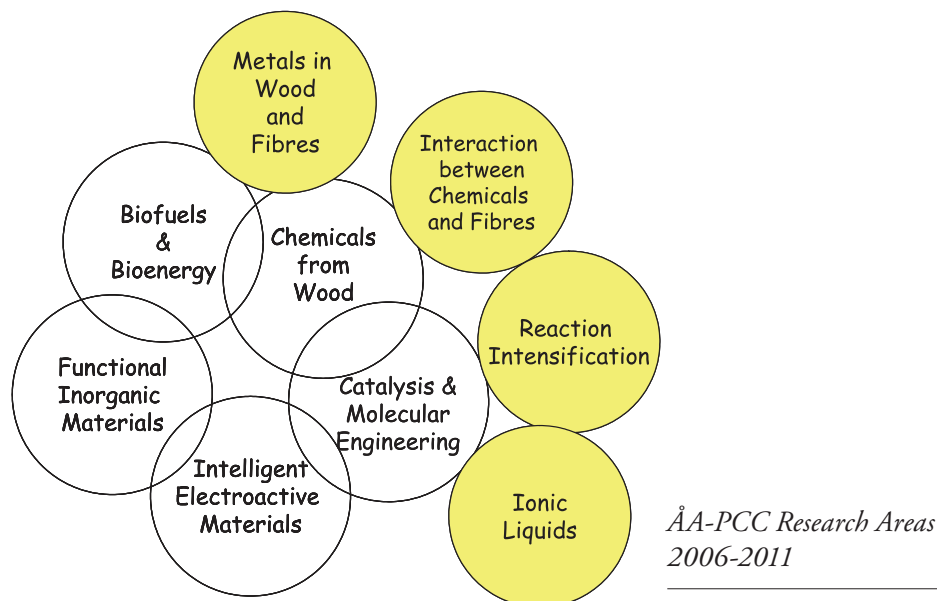 Metals in
Wood
and
Fibres
Interaction
between
Chemicals
and Fibres
Biofuels
&
Bioenergy
Chemicals
from
Wood
Reaction
Intensification
Functional
Inorganic
Materials
Catalysis &
Molecular
Engineering
Intelligent
Electroactive
Materials
Ionic
Liquids
ÅA-PCC Research Areas
2006-2011